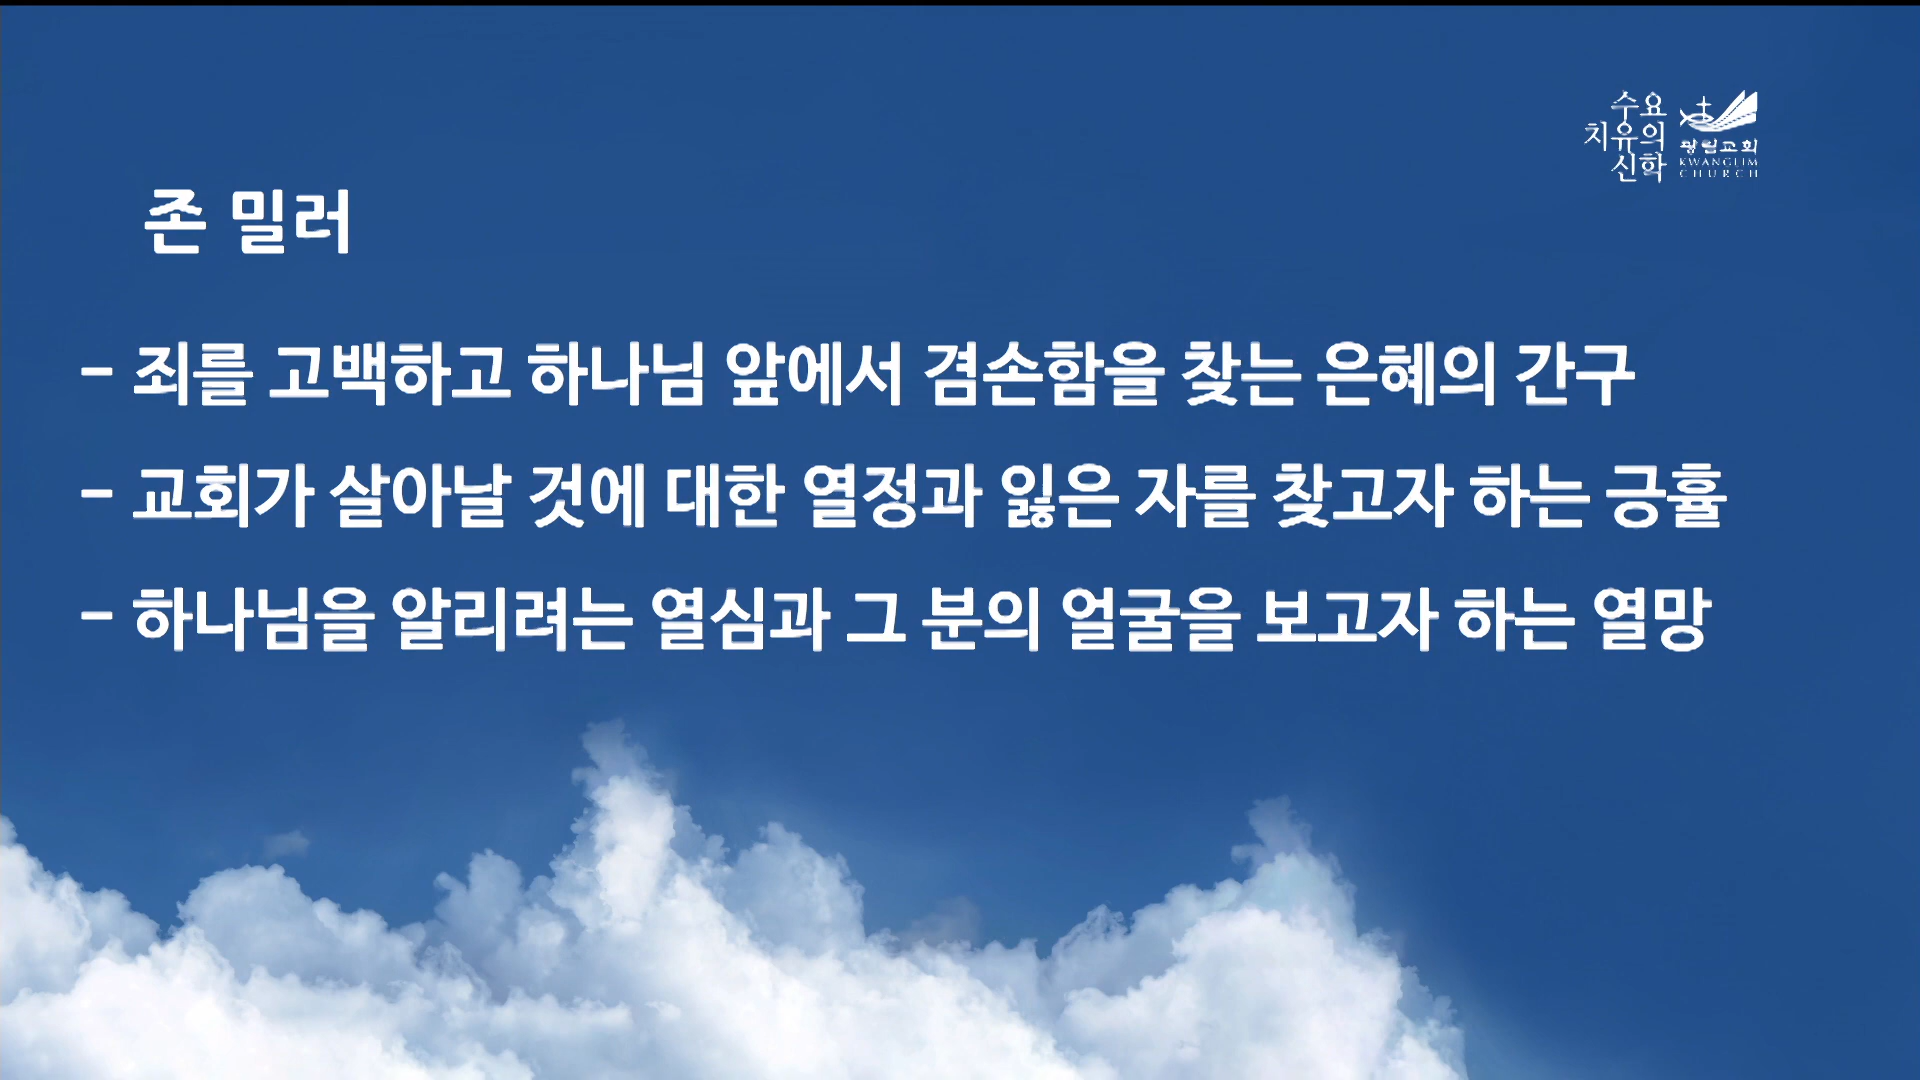 수요
치유의
신학
광림교회
KWANGLIM
CHURCH
존 밀러
- 죄를 고백하고 하나님 앞에서 겸손함을 찾는 은혜의 간구
- 교회가 살아날 것에 대한 열정과 잃은 자를 찾고자 하는 긍휼
- 하나님을 알리려는 열심과 그 분의 얼굴을 보고자 하는 열망